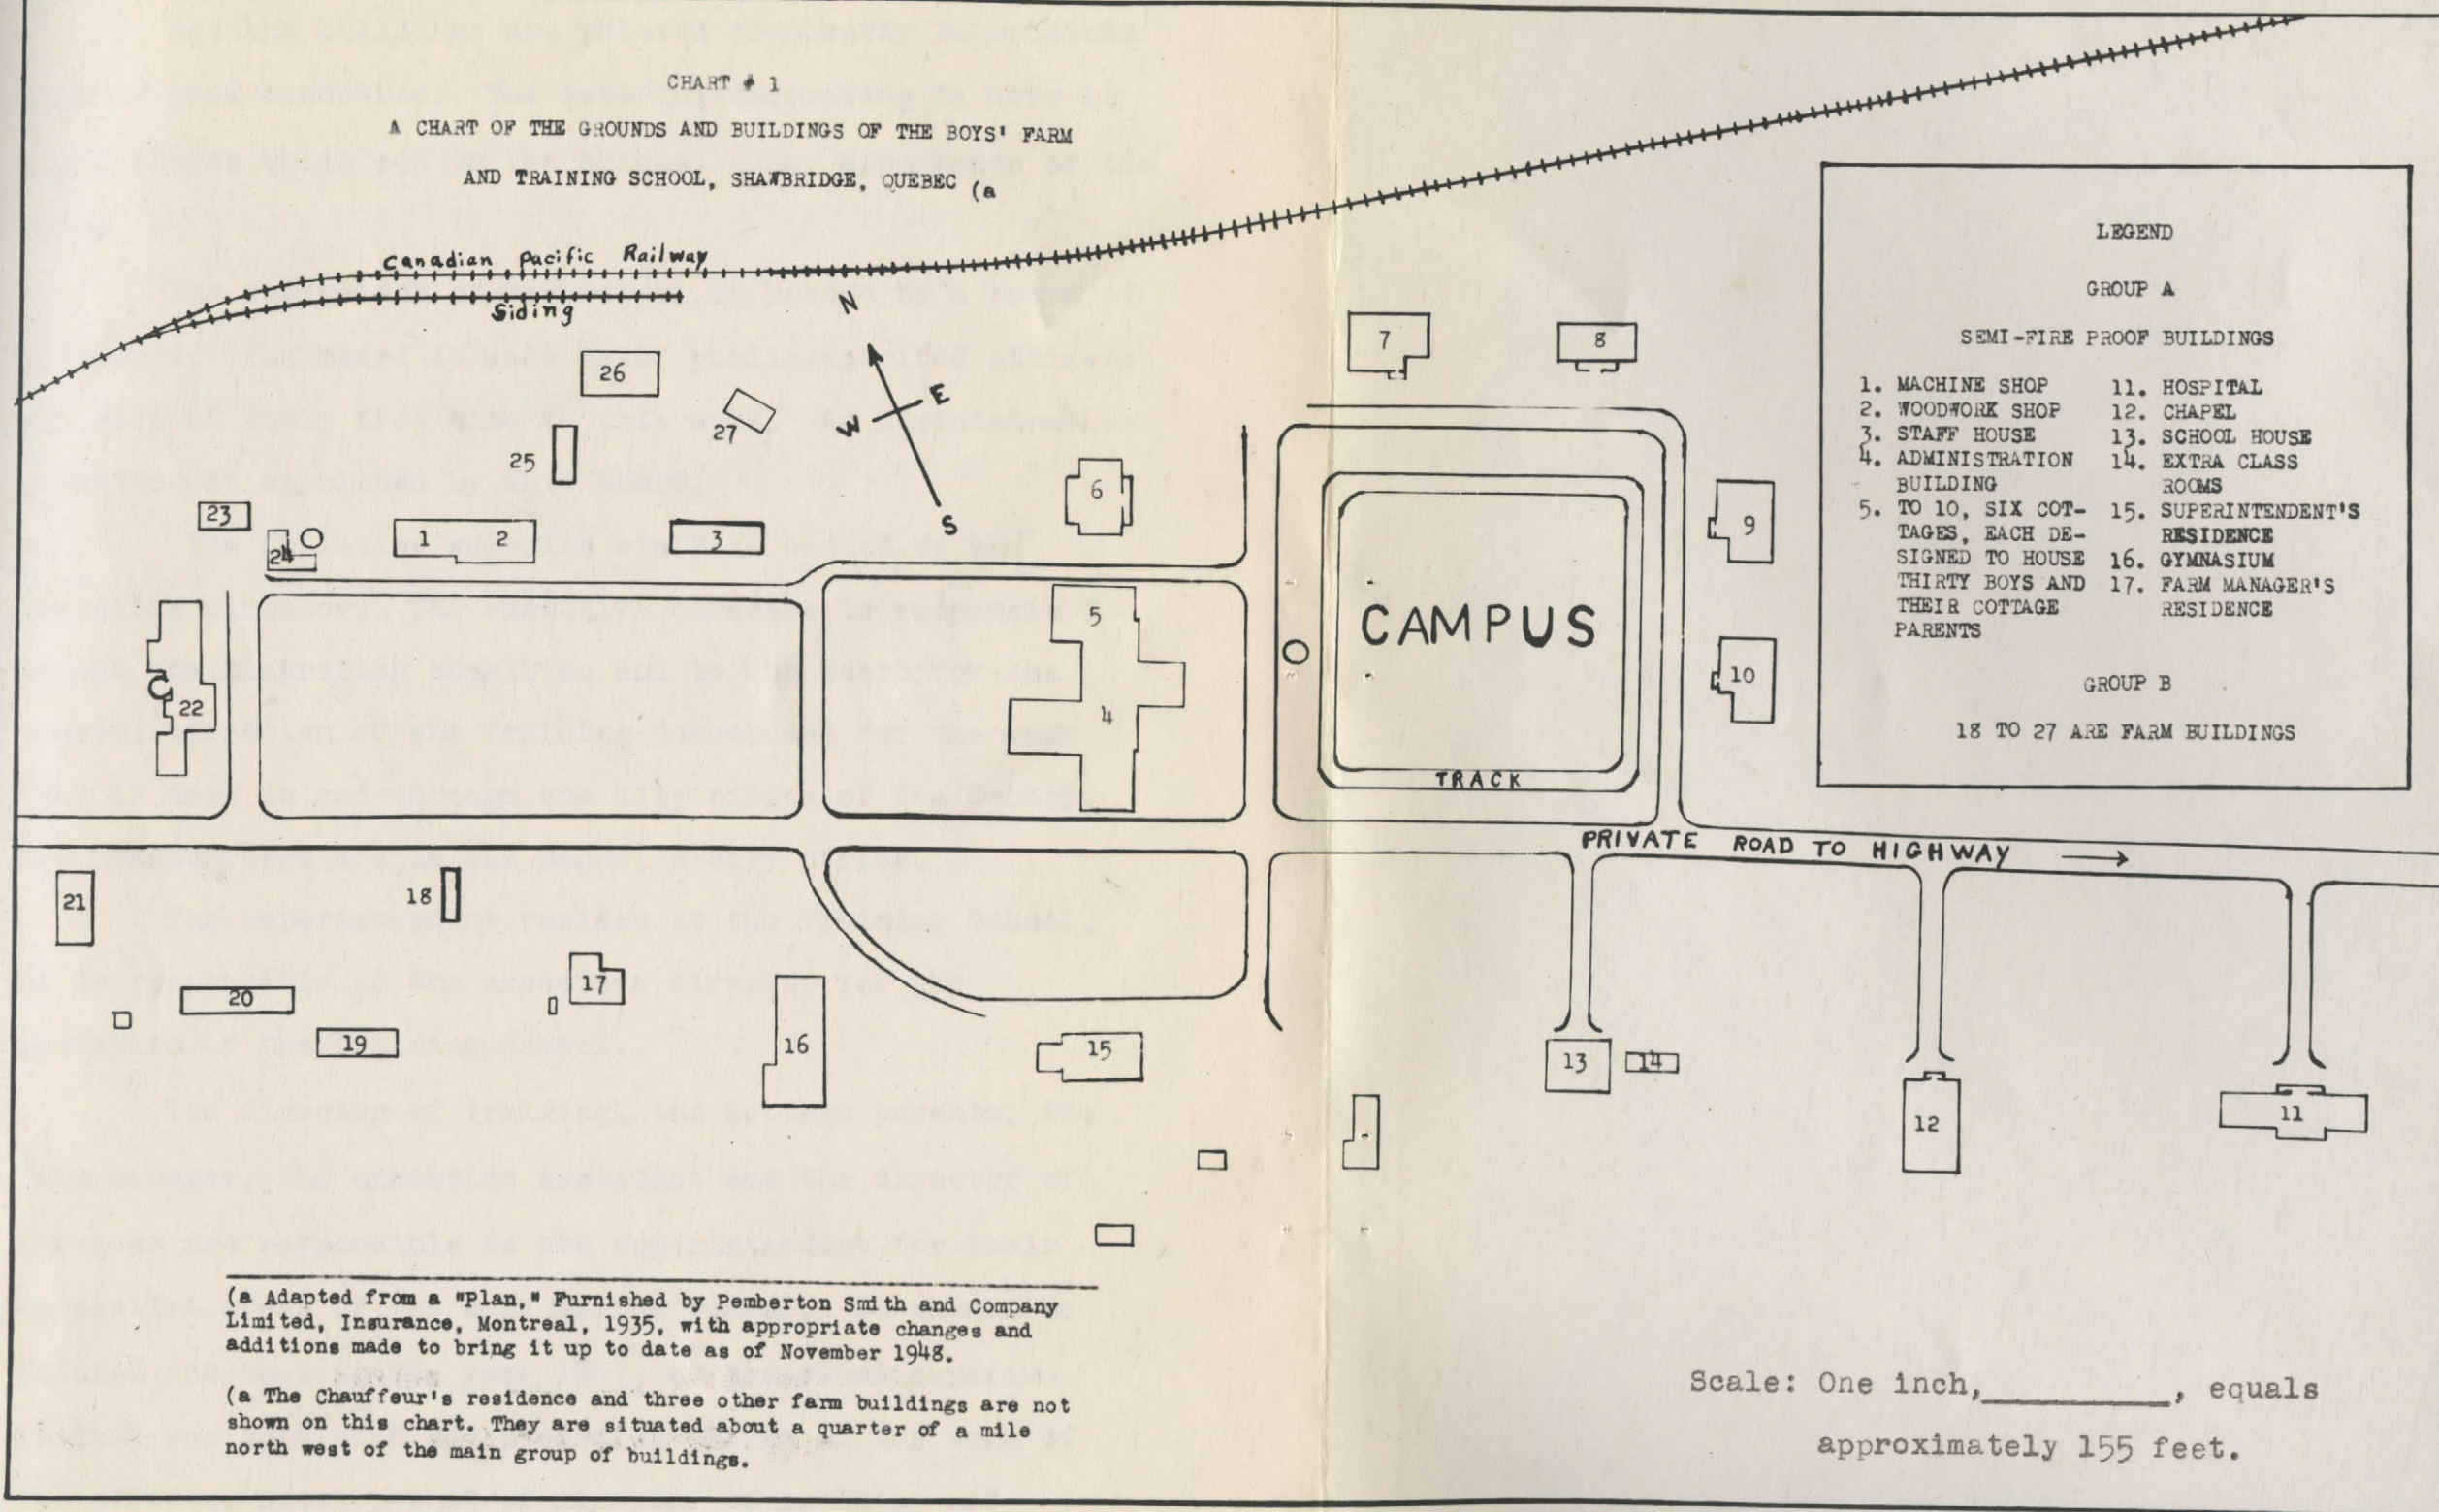 CHART # 1
A CHART OF THE GROUNDS AND BUILDINGS OF THE BOYS' FARM
AND TRAINING SCHOOL, SHAWBRIDGE, QUEBEC (a
Canadian Pacific Railway
Siding
N
E
W
S
26
27
25
23
24
1
2
3
6
7
8
9
10
5
4
22
CAMPUS
TRACK
PRIVATE ROAD TO HIGHWAY
21
18
20
19
17
16
15
13
14
12
11
LEGEND
GROUP A
SEMI-FIRE PROOF BUILDINGS
1. MACHINE SHOP
2. WOODWORK SHOP
3. STAFF HOUSE
4. ADMINISTRATION
BUILDING
5. TO 10, SIX COT-
TAGES, EACH DE-
SIGNED TO HOUSE
THIRTY BOYS AND
THEIR COTTAGE
PARENTS
11. HOSPITAL
12. CHAPEL
13. SCHOOL HOUSE
14. EXTRA CLASS
ROOMS
15. SUPERINTENDENT'S
RESIDENCE
16. GYMNASIUM
17. FARM MANAGER'S
RESIDENCE
GROUP B
18 TO 27 ARE FARM BUILDINGS
(a Adapted from a "Plan," Furnished by Pemberton Smith and Company
Limited, Insurance, Montreal, 1935, with appropriate changes and
additions made to bring it up to date as of November 1948.
(a The Chauffeur's residence and three other farm buildings are not
shown on this chart. They are situated about a quarter of a mile
north west of the main group of buildings.
Scale: One inch,__________, equals
approximately 155 feet.